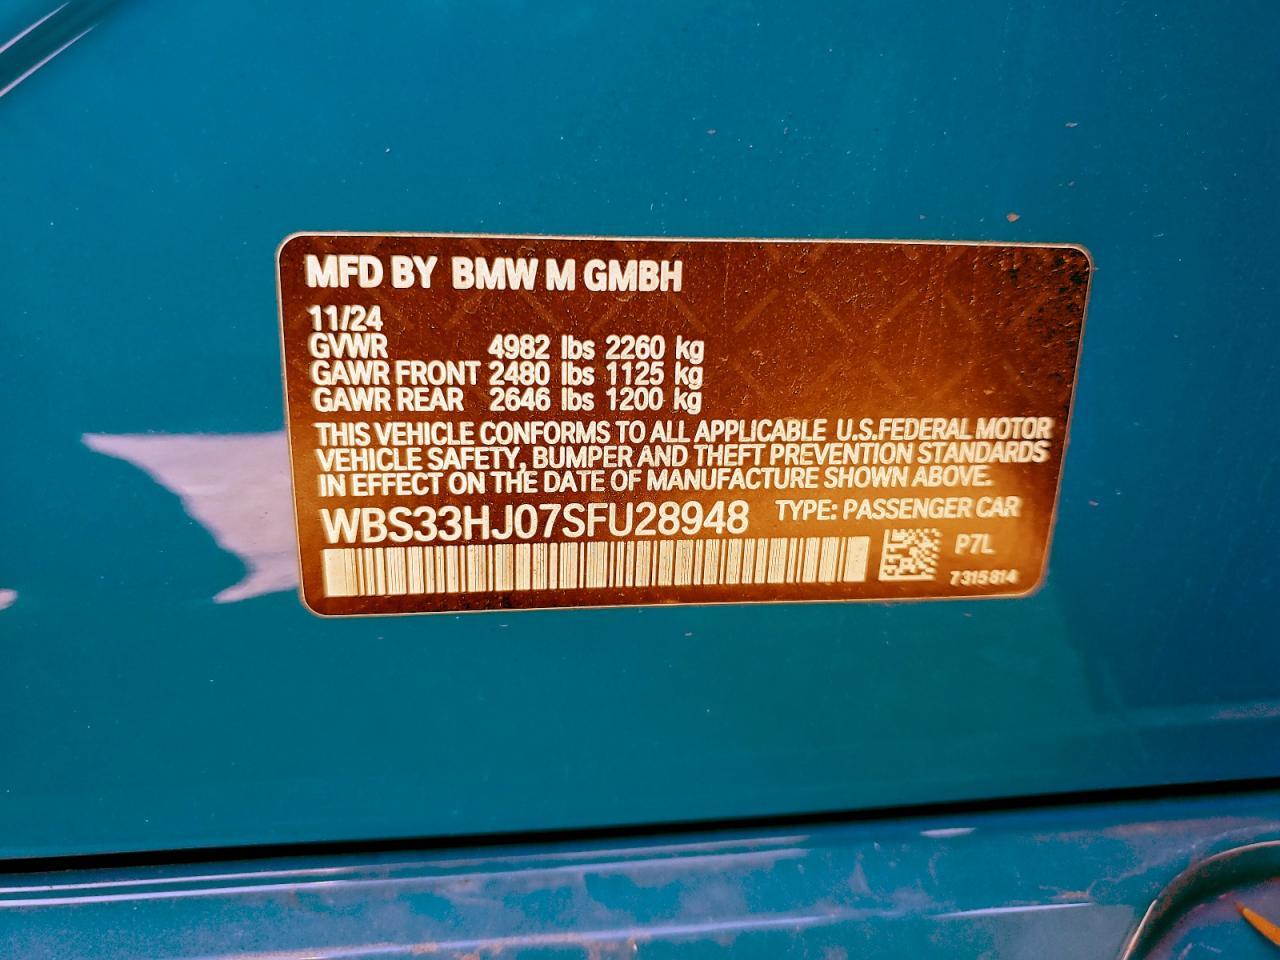 MFD BY BMW M GMBH
11/24
GVWR 4982 lbs 2260 kg
GAWR FRONT 2480 lbs 1125 kg
GAWR REAR 2646 lbs 1200 kg
THIS VEHICLE CONFORMS TO ALL APPLICABLE U.S.FEDERAL MOTOR
VEHICLE SAFETY, BUMPER AND THEFT PREVENTION STANDARDS
IN EFFECT ON THE DATE OF MANUFACTURE SHOWN ABOVE.
WBS33HJ07SFU28948 TYPE: PASSENGER CAR
P7L
7315814